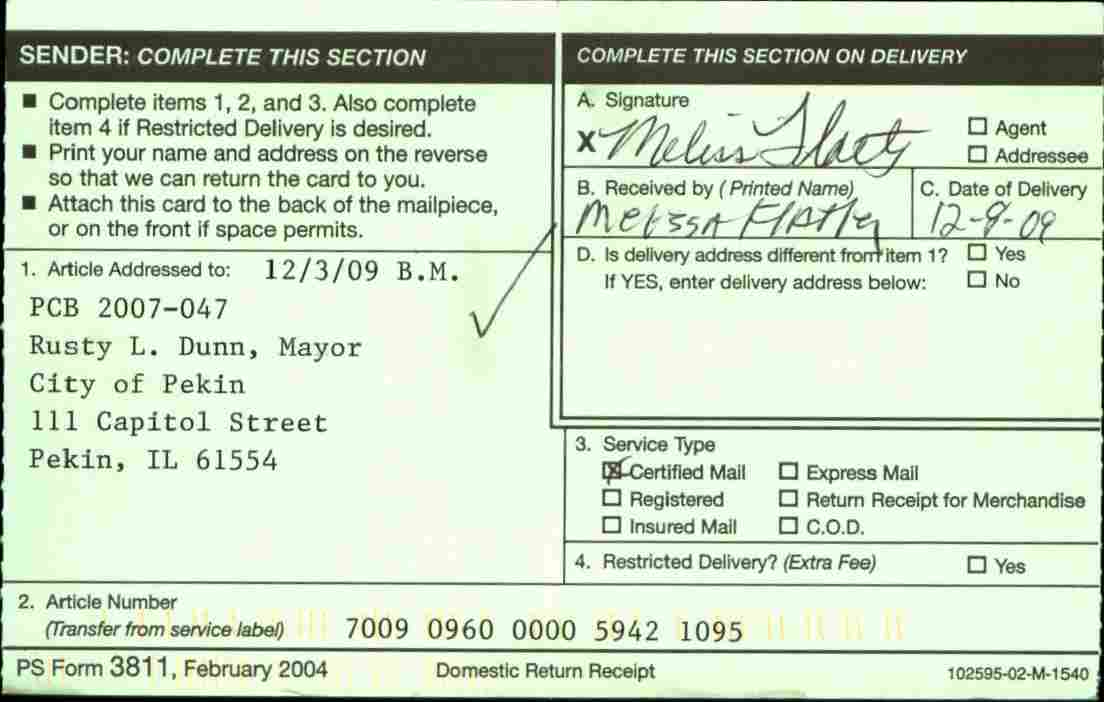 SENDER: COMPLETE THIS SECTION
■ Complete items 1, 2, and 3. Also complete
item 4 if Restricted Delivery is desired.
■ Print your name and address on the reverse
so that we can return the card to you.
■ Attach this card to the back of the mailpiece,
or on the front if space permits.
1. Article Addressed to: 12/3/09 B.M.
PCB 2007-047
Rusty L. Dunn, Mayor
City of Pekin
111 Capitol Street
Pekin, IL 61554
COMPLETE THIS SECTION ON DELIVERY
A. Signature
X Meliss Flatly
☐ Agent
☐ Addressee
B. Received by (Printed Name)
Melissa Flatley
C. Date of Delivery
12-9-09
D. Is delivery address different from item 1? ☐ Yes
If YES, enter delivery address below: ☐ No
3. Service Type
☒ Certified Mail ☐ Express Mail
☐ Registered ☐ Return Receipt for Merchandise
☐ Insured Mail ☐ C.O.D.
4. Restricted Delivery? (Extra Fee) ☐ Yes
2. Article Number
(Transfer from service label) 7009 0960 0000 5942 1095
PS Form 3811, February 2004 Domestic Return Receipt 102595-02-M-1540